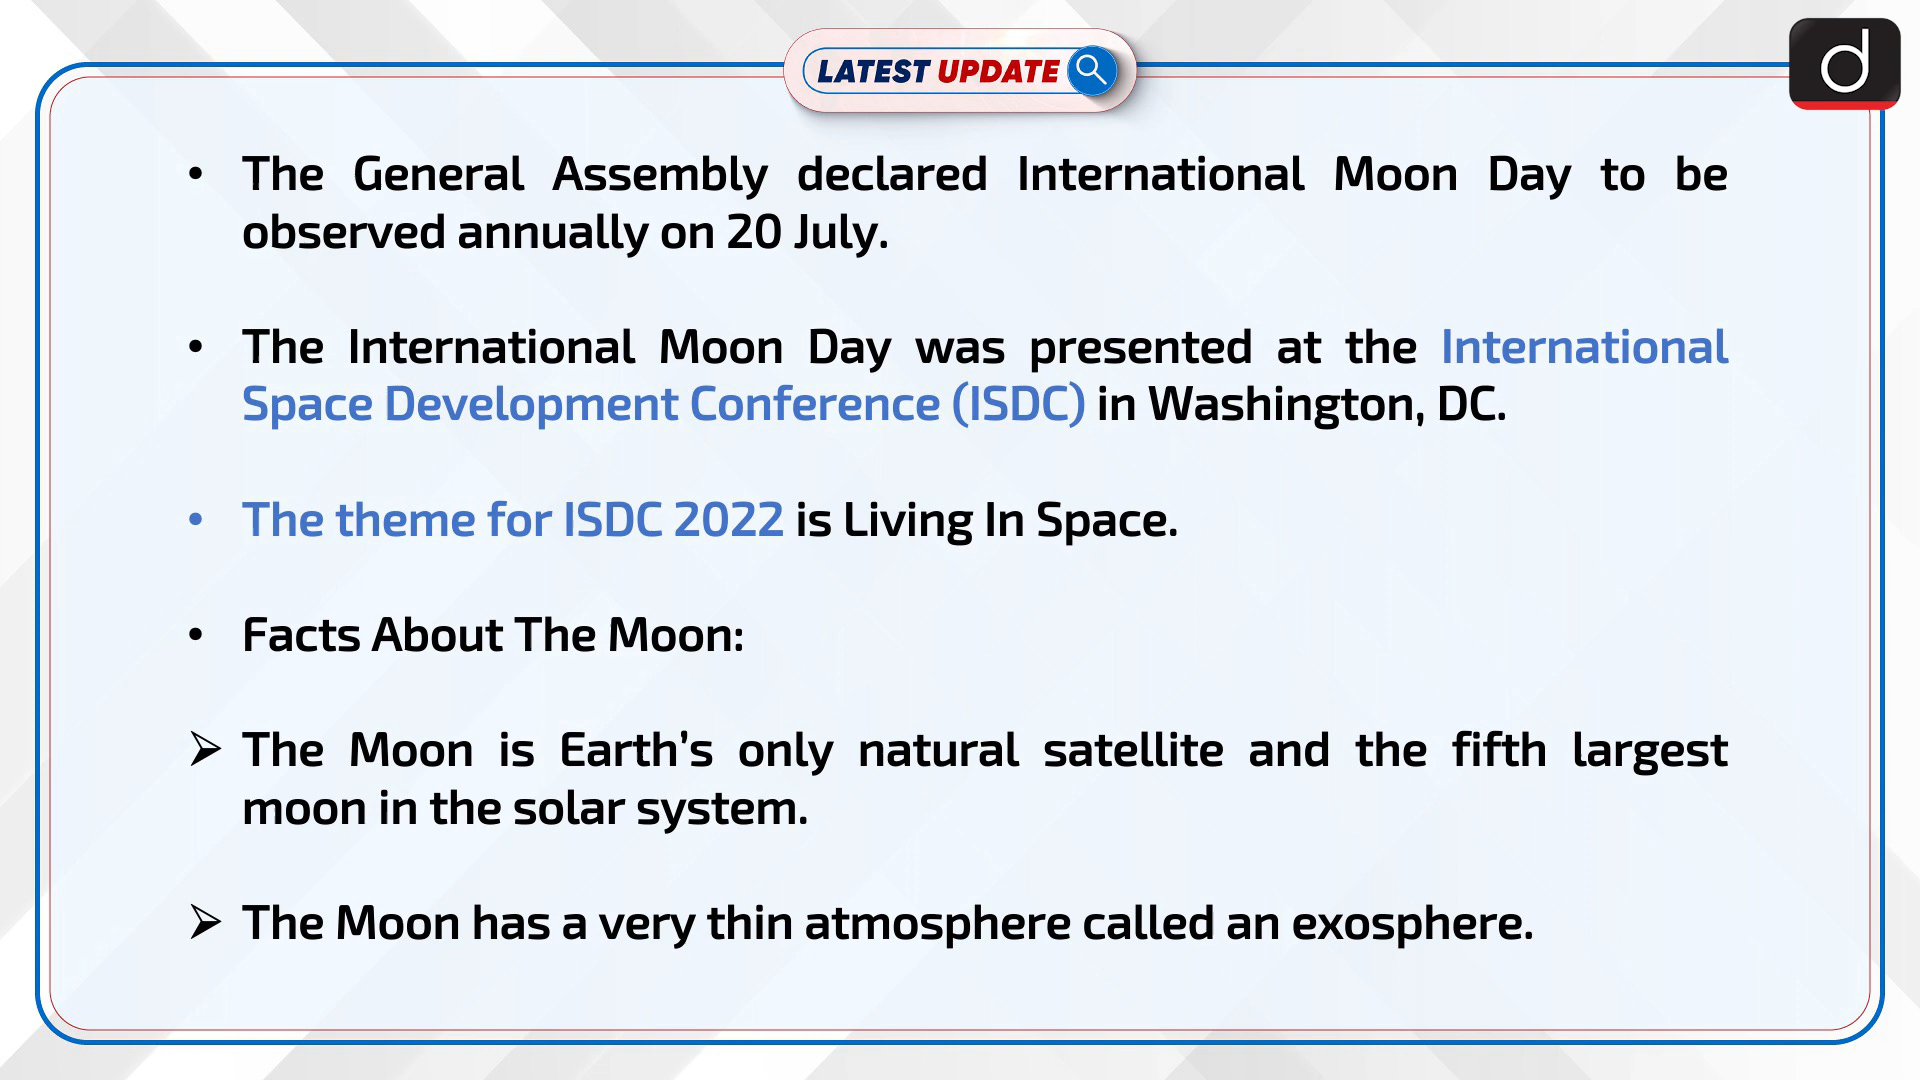 LATEST UPDATE
d
• The General Assembly declared International Moon Day to be
observed annually on 20 July.
• The International Moon Day was presented at the International
Space Development Conference (ISDC) in Washington, DC.
• The theme for ISDC 2022 is Living In Space.
• Facts About The Moon:
➢ The Moon is Earth’s only natural satellite and the fifth largest
moon in the solar system.
➢ The Moon has a very thin atmosphere called an exosphere.